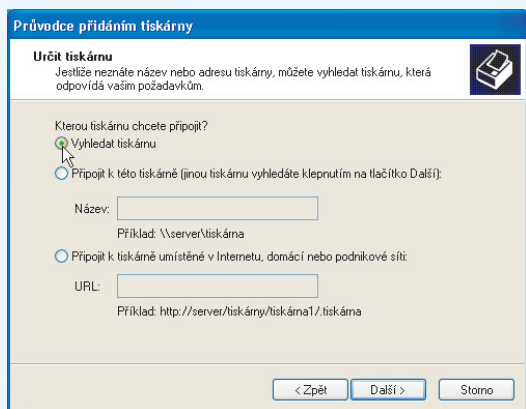 Průvodce přidáním tiskárny
Určit tiskárnu
Jestliže neznáte název nebo adresu tiskárny, můžete vyhledat tiskárnu, která
odpovídá vašim požadavkům.
Kterou tiskárnu chcete připojit?
Vyhledat tiskárnu
Připojit k této tiskárně (jinou tiskárnu vyhledáte klepnutím na tlačítko Další):
Název:
Příklad: \\server\tiskárna
Připojit k tiskárně umístěné v Internetu, domácí nebo podnikové síti:
URL:
Příklad: http://server/tiskárny/tiskárna1/.tiskárna
< Zpět Další > Storno